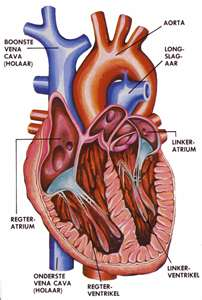 BOONSTE
VENA
CAVA
(HOLAAR)
AORTA
LONG-
SLAG-
AAR
LINKER-
ATRIUM
REGTER-
ATRIUM
ONDERSTE
VENA CAVA
(HOLAAR)
REGTER-
VENTRIKEL
LINKER-
VENTRIKEL